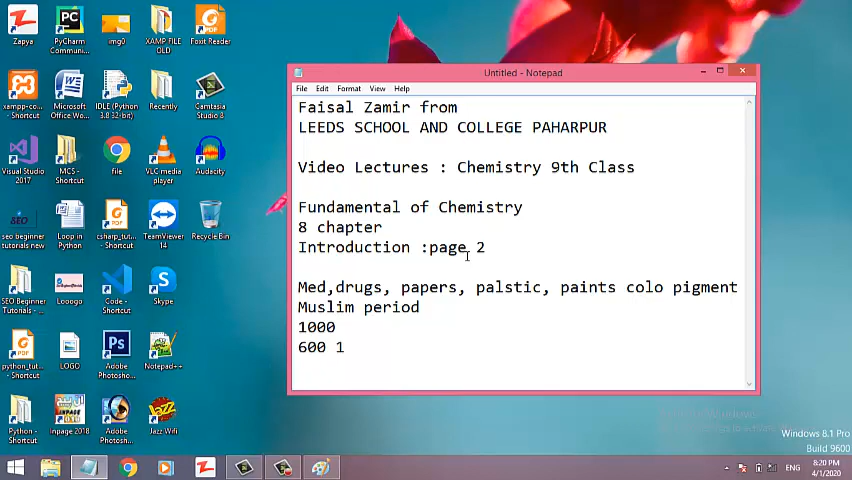 Zapya
PyCharm Commun...
img0
XAMP FILE OLD
Foxit Reader
xampp-co... - Shortcut
Microsoft Office Wo...
IDLE (Python 3.8 32-bit)
Recently
Camtasia Studio 8
Visual Studio 2017
MCS - Shortcut
file
VLC media player
Audacity
SEO
seo beginner tutorials new
Loop in Python
csharp_tut... - Shortcut
TeamViewer 14
Recycle Bin
SEO Beginner Tutorials - ...
Looogo
Code - Shortcut
Skype
python_tut... - Shortcut
LOGO
Adobe Photosho...
Notepad++
Python - Shortcut
Inpage 2018
Adobe Photosh...
Jazz Wifi
Untitled - Notepad
File Edit Format View Help
Faisal Zamir from
LEEDS SCHOOL AND COLLEGE PAHARPUR
Video Lectures : Chemistry 9th Class
Fundamental of Chemistry
8 chapter
Introduction :page 2
Med,drugs, papers, palstic, paints colo pigment
Muslim period
1000
600 1
Windows 8.1 Pro
Build 9600
ENG
8:20 PM
4/1/2020